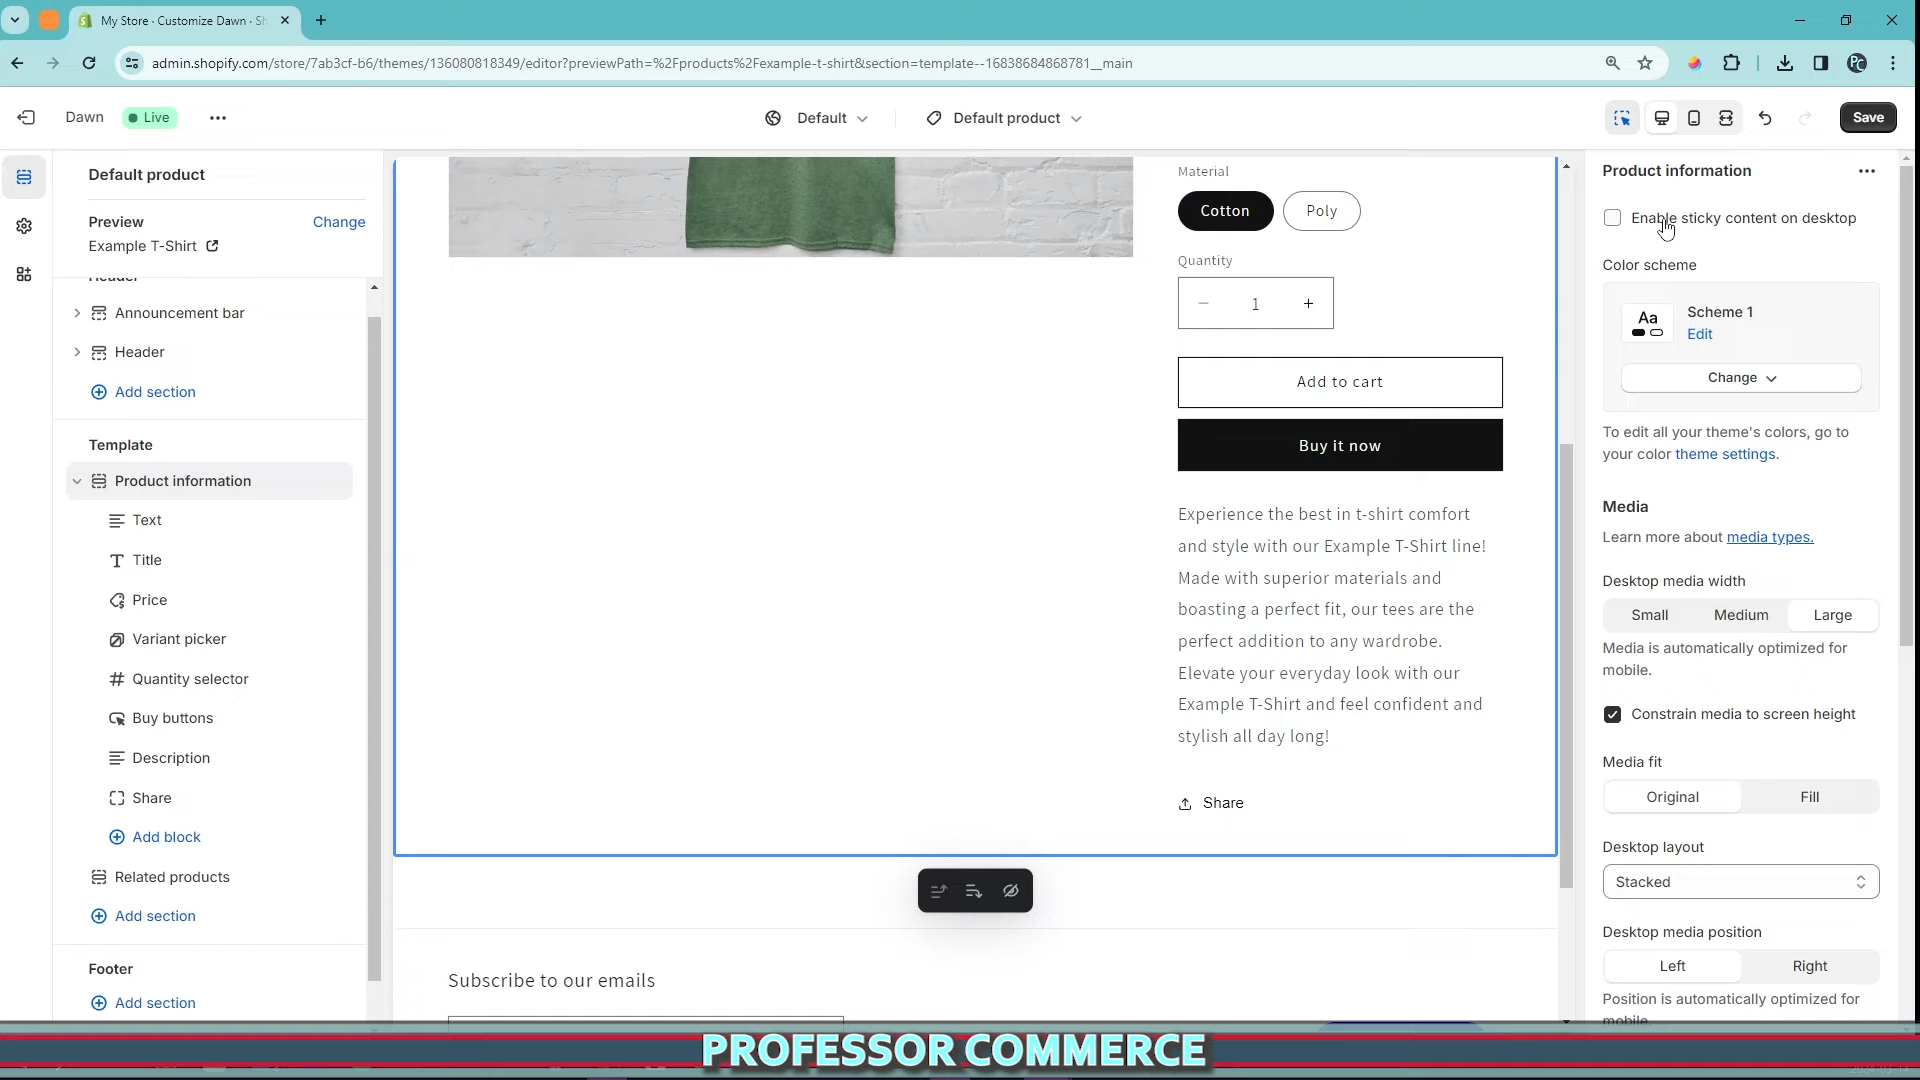 My Store · Customize Dawn · Sh
admin.shopify.com/store/7ab3cf-b6/themes/136080818349/editor?previewPath=%2Fproducts%2Fexample-t-shirt&section=template--16838684868781__main
Dawn
Live
Default
Default product
Save
Default product
Preview
Change
Example T-Shirt
Header
Announcement bar
Header
Add section
Template
Product information
Text
Title
Price
Variant picker
Quantity selector
Buy buttons
Description
Share
Add block
Related products
Add section
Footer
Add section
Material
Cotton
Poly
Quantity
1
Add to cart
Buy it now
Experience the best in t-shirt comfort
and style with our Example T-Shirt line!
Made with superior materials and
boasting a perfect fit, our tees are the
perfect addition to any wardrobe.
Elevate your everyday look with our
Example T-Shirt and feel confident and
stylish all day long!
Share
Subscribe to our emails
Product information
Enable sticky content on desktop
Color scheme
Aa
Scheme 1
Edit
Change
To edit all your theme's colors, go to
your color theme settings.
Media
Learn more about media types.
Desktop media width
Small Medium Large
Media is automatically optimized for
mobile.
Constrain media to screen height
Media fit
Original Fill
Desktop layout
Stacked
Desktop media position
Left Right
Position is automatically optimized for
mobile.
PROFESSOR COMMERCE